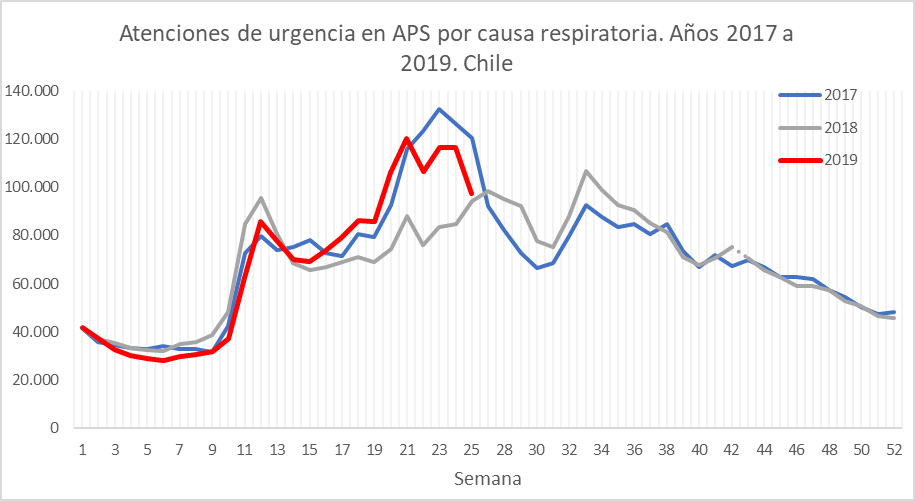 Atenciones de urgencia en APS por causa respiratoria. Años 2017 a
2019. Chile
140.000
120.000
100.000
80.000
60.000
40.000
20.000
0
2017
2018
2019
1 3 5 7 9 11 13 15 17 19 21 23 25 28 30 32 34 36 38 40 42 44 46 48 50 52
Semana